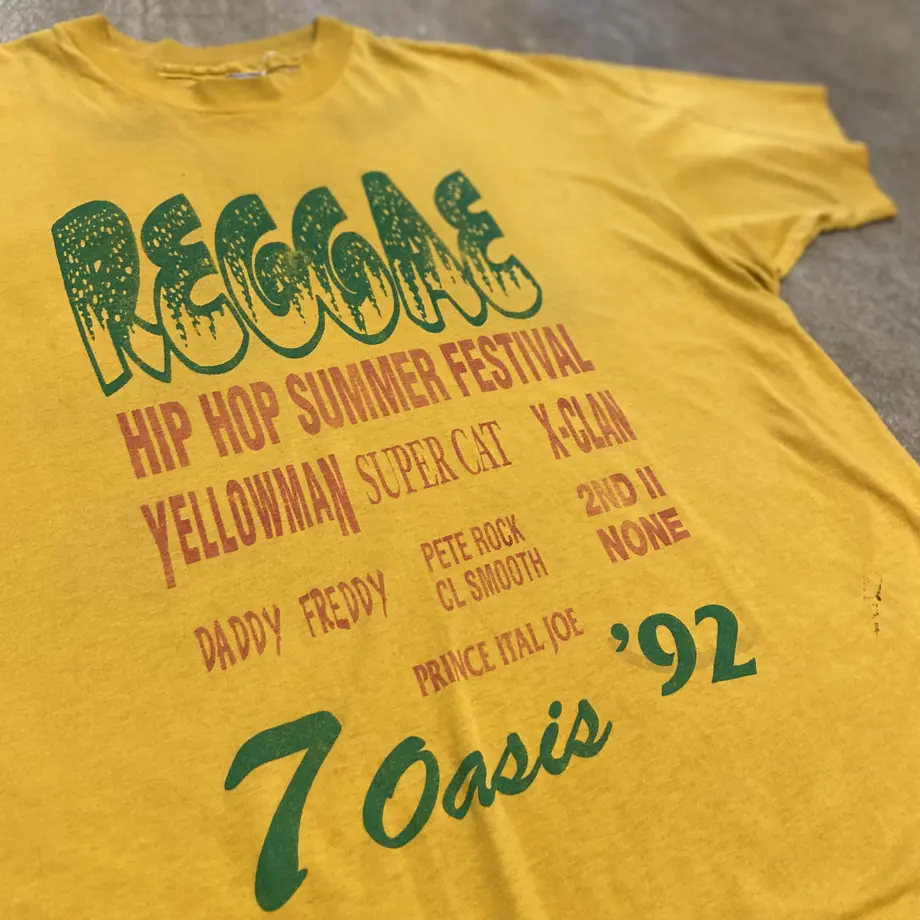 REGGAE
HIP HOP SUMMER FESTIVAL
YELLOWMAN SUPER CAT X-CLAN
DADDY FREDDY
PETE ROCK
CL SMOOTH
2ND II
NONE
PRINCE ITAL JOE
7 Oasis '92